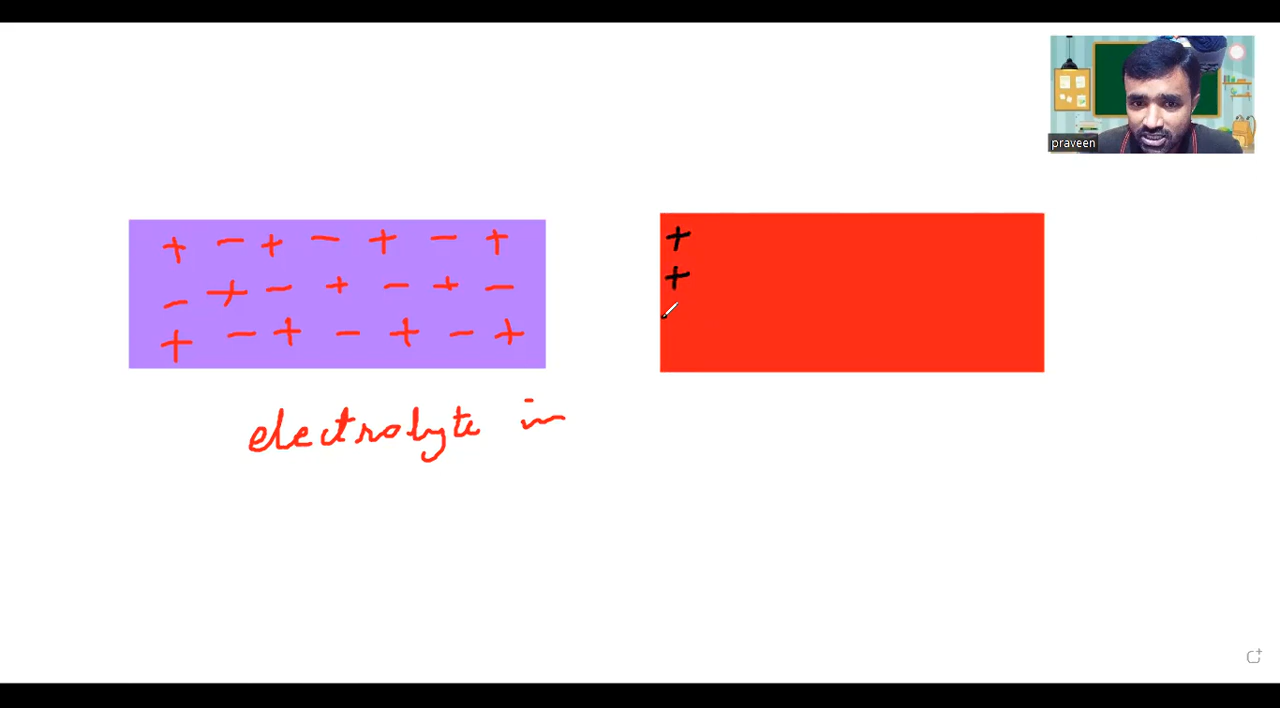 praveen
+ − + − + − +
− + − + − + −
+ − + − + − +
+
+
electrolyte in